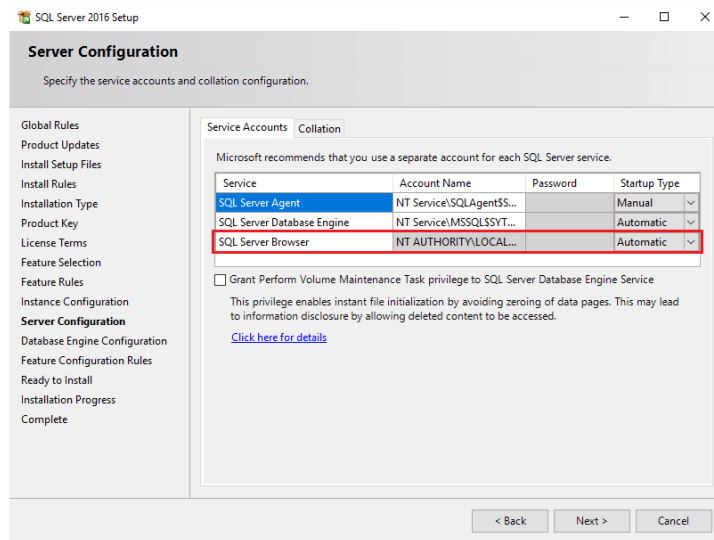 SQL Server 2016 Setup
Server Configuration
Specify the service accounts and collation configuration.
Global Rules
Product Updates
Install Setup Files
Install Rules
Installation Type
Product Key
License Terms
Feature Selection
Feature Rules
Instance Configuration
Server Configuration
Database Engine Configuration
Feature Configuration Rules
Ready to Install
Installation Progress
Complete
Service Accounts Collation
Microsoft recommends that you use a separate account for each SQL Server service.
Service Account Name Password Startup Type
SQL Server Agent NT Service\SQLAgent$S... Manual
SQL Server Database Engine NT Service\MSSQL$SYT... Automatic
SQL Server Browser NT AUTHORITY\LOCAL... Automatic
Grant Perform Volume Maintenance Task privilege to SQL Server Database Engine Service
This privilege enables instant file initialization by avoiding zeroing of data pages. This may lead
to information disclosure by allowing deleted content to be accessed.
Click here for details
< Back Next > Cancel